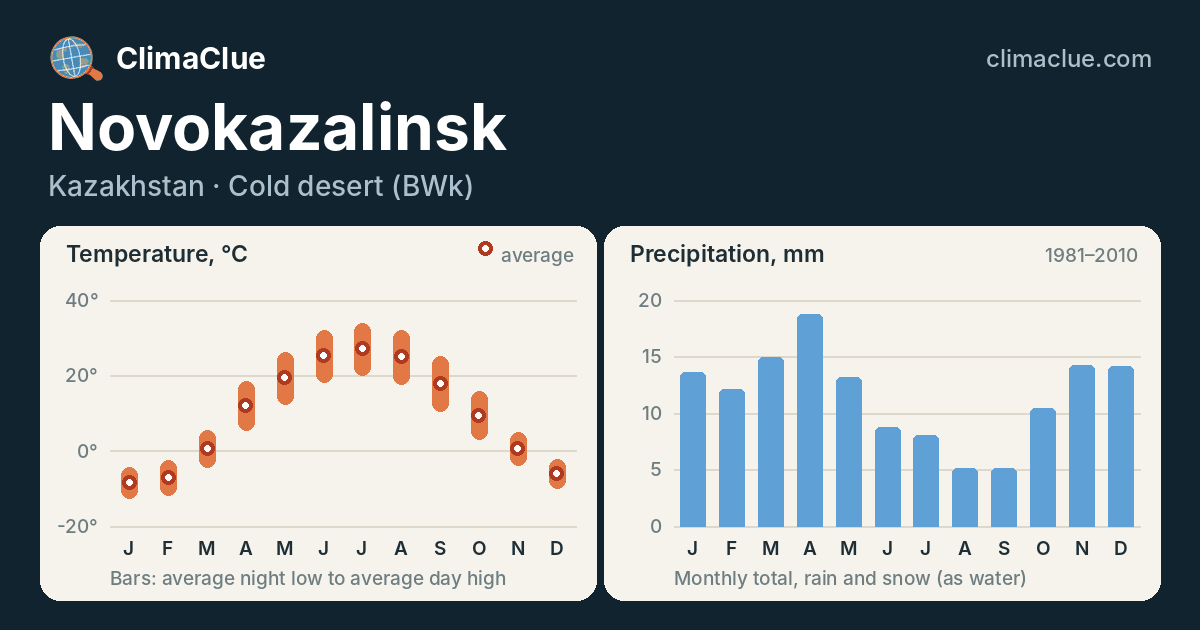 ClimaClue
climaclue.com
Novokazalinsk
Kazakhstan · Cold desert (BWk)
Temperature, °C
average
40°
20°
0°
-20°
J F M A M J J A S O N D
Bars: average night low to average day high
Precipitation, mm
1981–2010
20
15
10
5
0
J F M A M J J A S O N D
Monthly total, rain and snow (as water)